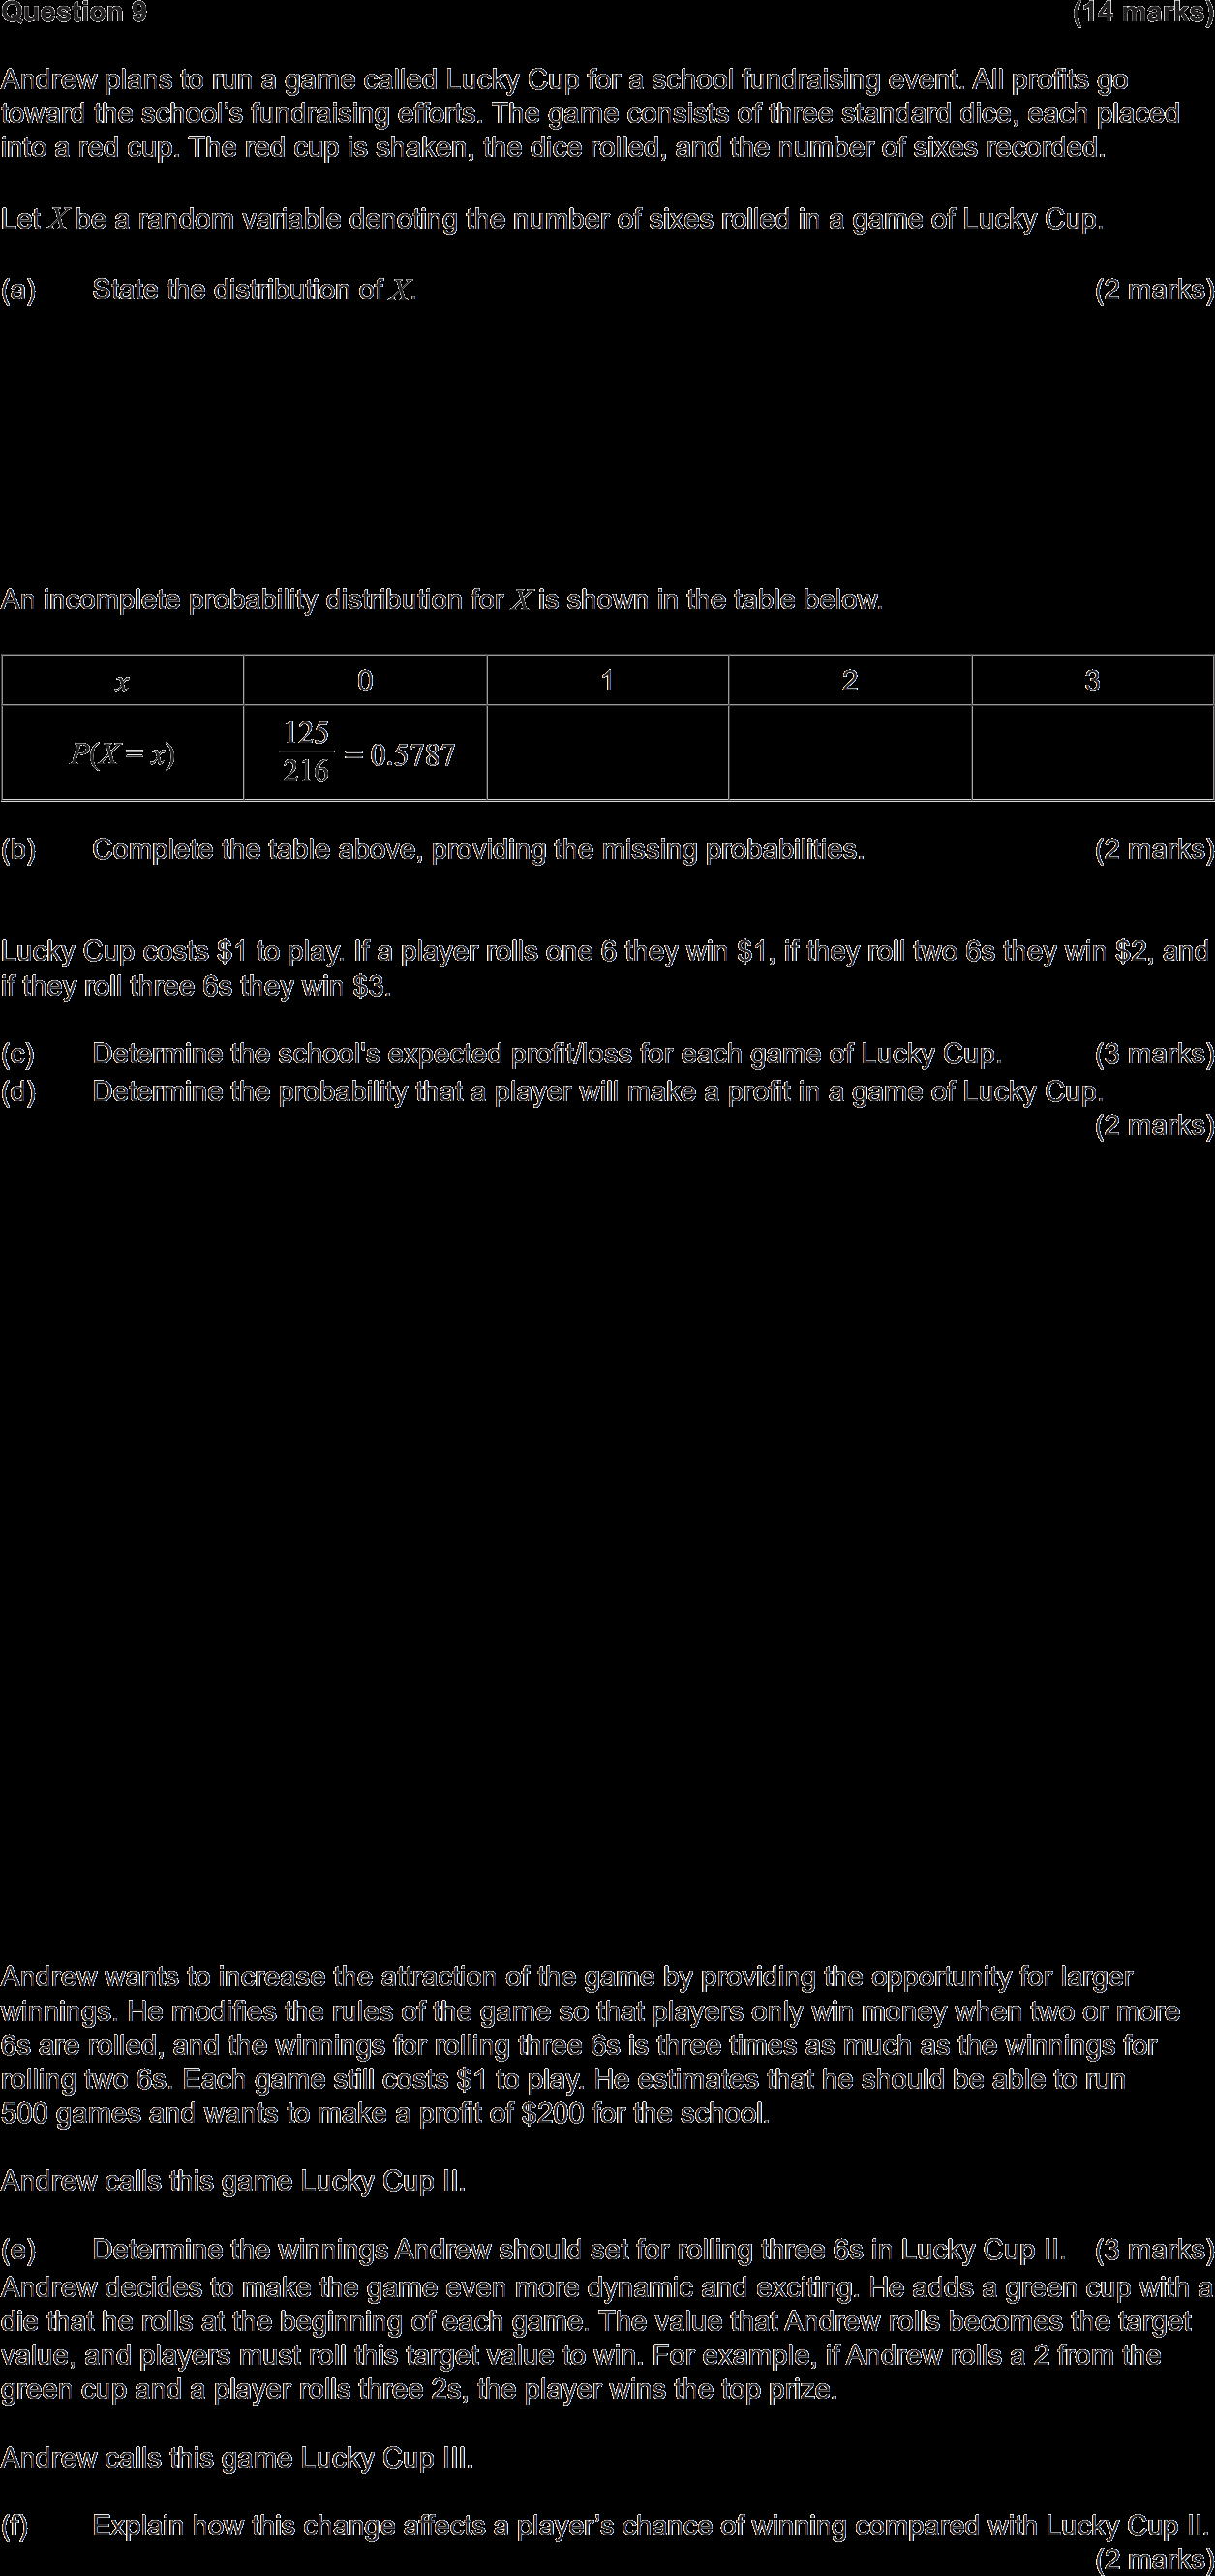 Question 9 (14 marks)
Andrew plans to run a game called Lucky Cup for a school fundraising event. All profits go
toward the school's fundraising efforts. The game consists of three standard dice, each placed
into a red cup. The red cup is shaken, the dice rolled, and the number of sixes recorded.
Let X be a random variable denoting the number of sixes rolled in a game of Lucky Cup.
(a) State the distribution of X. (2 marks)
An incomplete probability distribution for X is shown in the table below.
x 0 1 2 3
P(X = x) 125/216 = 0.5787
(b) Complete the table above, providing the missing probabilities. (2 marks)
Lucky Cup costs $1 to play. If a player rolls one 6 they win $1, if they roll two 6s they win $2, and
if they roll three 6s they win $3.
(c) Determine the school's expected profit/loss for each game of Lucky Cup. (3 marks)
(d) Determine the probability that a player will make a profit in a game of Lucky Cup.
(2 marks)
Andrew wants to increase the attraction of the game by providing the opportunity for larger
winnings. He modifies the rules of the game so that players only win money when two or more
6s are rolled, and the winnings for rolling three 6s is three times as much as the winnings for
rolling two 6s. Each game still costs $1 to play. He estimates that he should be able to run
500 games and wants to make a profit of $200 for the school.
Andrew calls this game Lucky Cup II.
(e) Determine the winnings Andrew should set for rolling three 6s in Lucky Cup II. (3 marks)
Andrew decides to make the game even more dynamic and exciting. He adds a green cup with a
die that he rolls at the beginning of each game. The value that Andrew rolls becomes the target
value, and players must roll this target value to win. For example, if Andrew rolls a 2 from the
green cup and a player rolls three 2s, the player wins the top prize.
Andrew calls this game Lucky Cup III.
(f) Explain how this change affects a player's chance of winning compared with Lucky Cup II.
(2 marks)